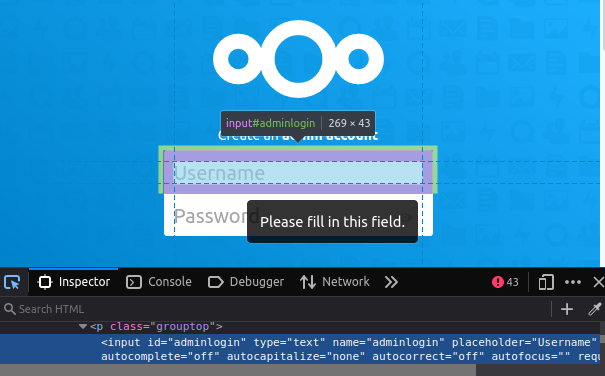 input#adminlogin | 269 × 43
Create an admin account
Username
Password
Please fill in this field.
Inspector Console Debugger Network 43
Search HTML
<p class="grouptop">
<input id="adminlogin" type="text" name="adminlogin" placeholder="Username"
autocomplete="off" autocapitalize="none" autocorrect="off" autofocus="" requ